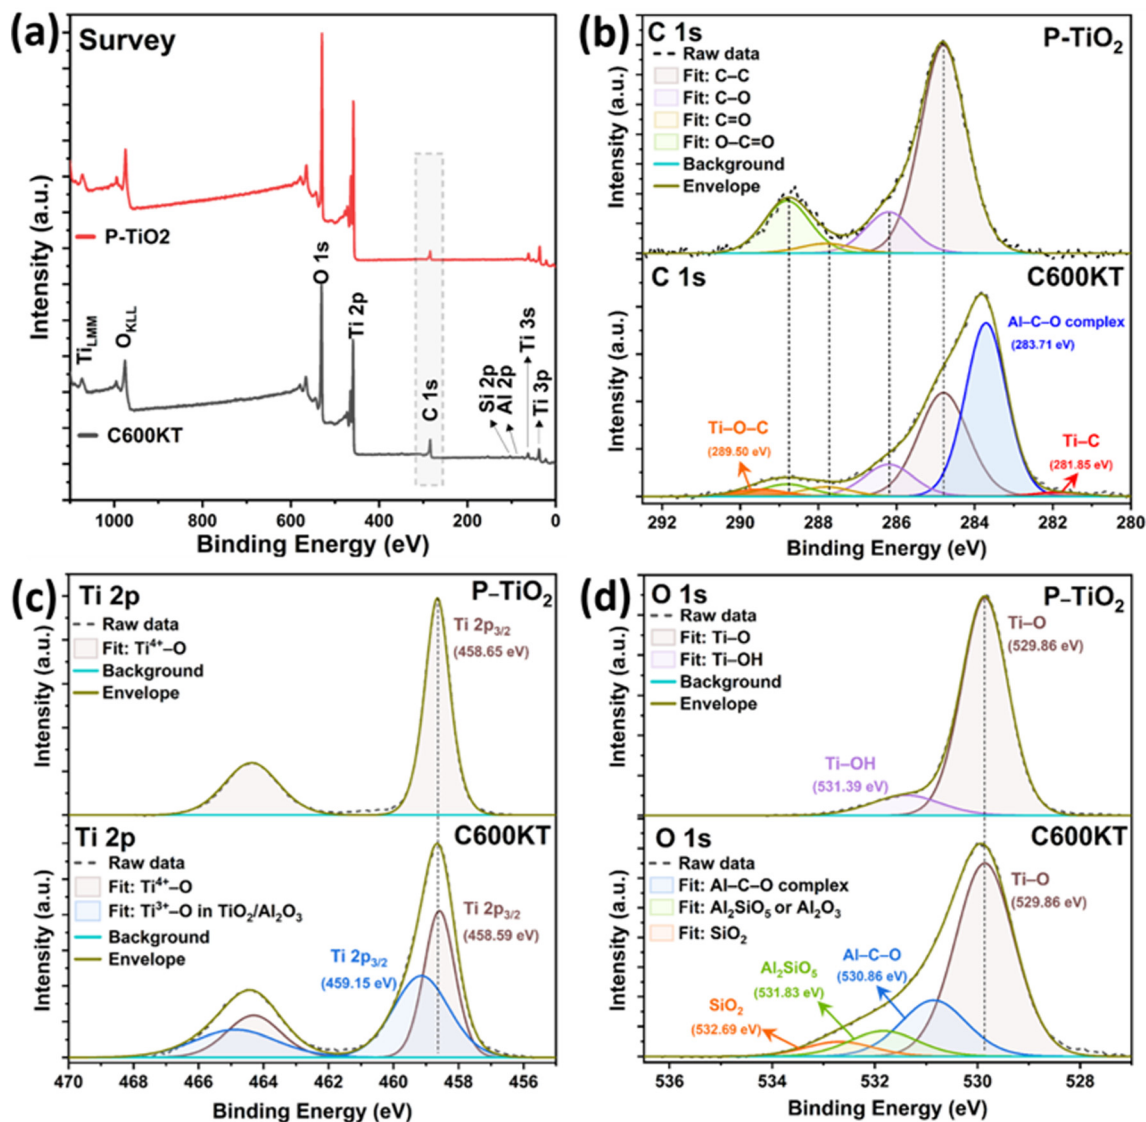 (a)
Survey
Intensity (a.u.)
P-TiO2
O 1s
Ti 2p
C 1s
Si 2p
Al 2p
Ti 3s
Ti 3p
TiLMM
OKLL
C600KT
1000 800 600 400 200 0
Binding Energy (eV)
(b)
C 1s
P-TiO₂
Raw data
Fit: C–C
Fit: C–O
Fit: C=O
Fit: O–C=O
Background
Envelope
Intensity (a.u.)
C 1s
C600KT
Al–C–O complex
(283.71 eV)
Ti–O–C
(289.50 eV)
Ti–C
(281.85 eV)
Intensity (a.u.)
292 290 288 286 284 282 280
Binding Energy (eV)
(c)
Ti 2p
P–TiO₂
Raw data
Fit: Ti⁴⁺–O
Background
Envelope
Ti 2p₃/₂
(458.65 eV)
Intensity (a.u.)
Ti 2p
C600KT
Raw data
Fit: Ti⁴⁺–O
Fit: Ti³⁺–O in TiO₂/Al₂O₃
Background
Envelope
Ti 2p₃/₂
(458.59 eV)
Ti 2p₃/₂
(459.15 eV)
Intensity (a.u.)
470 468 466 464 462 460 458 456
Binding Energy (eV)
(d)
O 1s
P–TiO₂
Raw data
Fit: Ti–O
Fit: Ti–OH
Background
Envelope
Ti–O
(529.86 eV)
Ti–OH
(531.39 eV)
Intensity (a.u.)
O 1s
C600KT
Raw data
Fit: Al–C–O complex
Fit: Al₂SiO₅ or Al₂O₃
Fit: SiO₂
Ti–O
(529.86 eV)
Al–C–O
(530.86 eV)
Al₂SiO₅
(531.83 eV)
SiO₂
(532.69 eV)
Intensity (a.u.)
536 534 532 530 528
Binding Energy (eV)